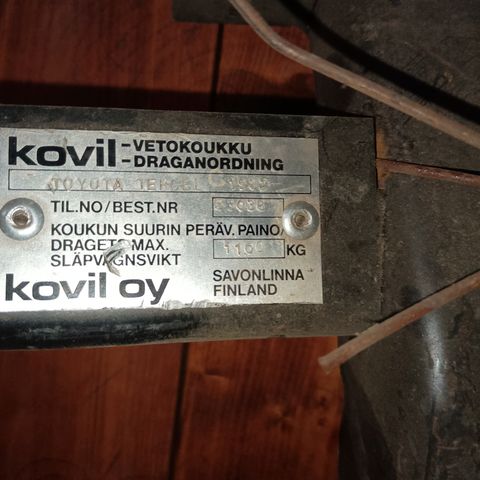 kovil -VETOKOUKKU
-DRAGANORDNING
TOYOTA TERCEL
TIL.NO/BEST.NR
KOUKUN SUURIN PERÄV. PAINO/
DRAGETS MAX. 1100 KG
SLÄPVAGNSVIKT
kovil oy SAVONLINNA
FINLAND